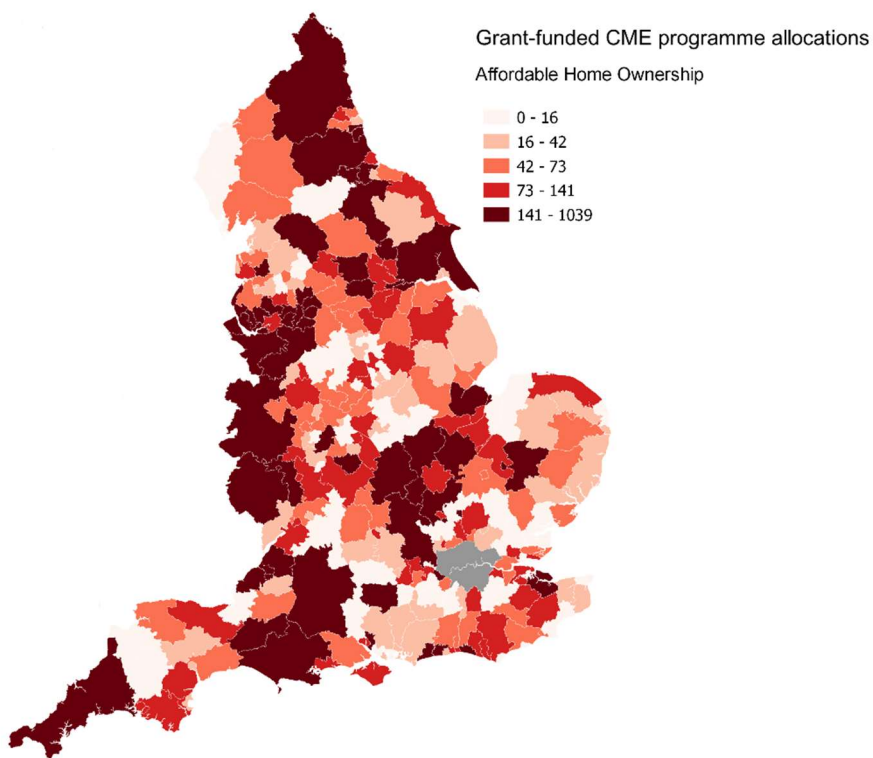 Grant-funded CME programme allocations
Affordable Home Ownership
0 - 16
16 - 42
42 - 73
73 - 141
141 - 1039